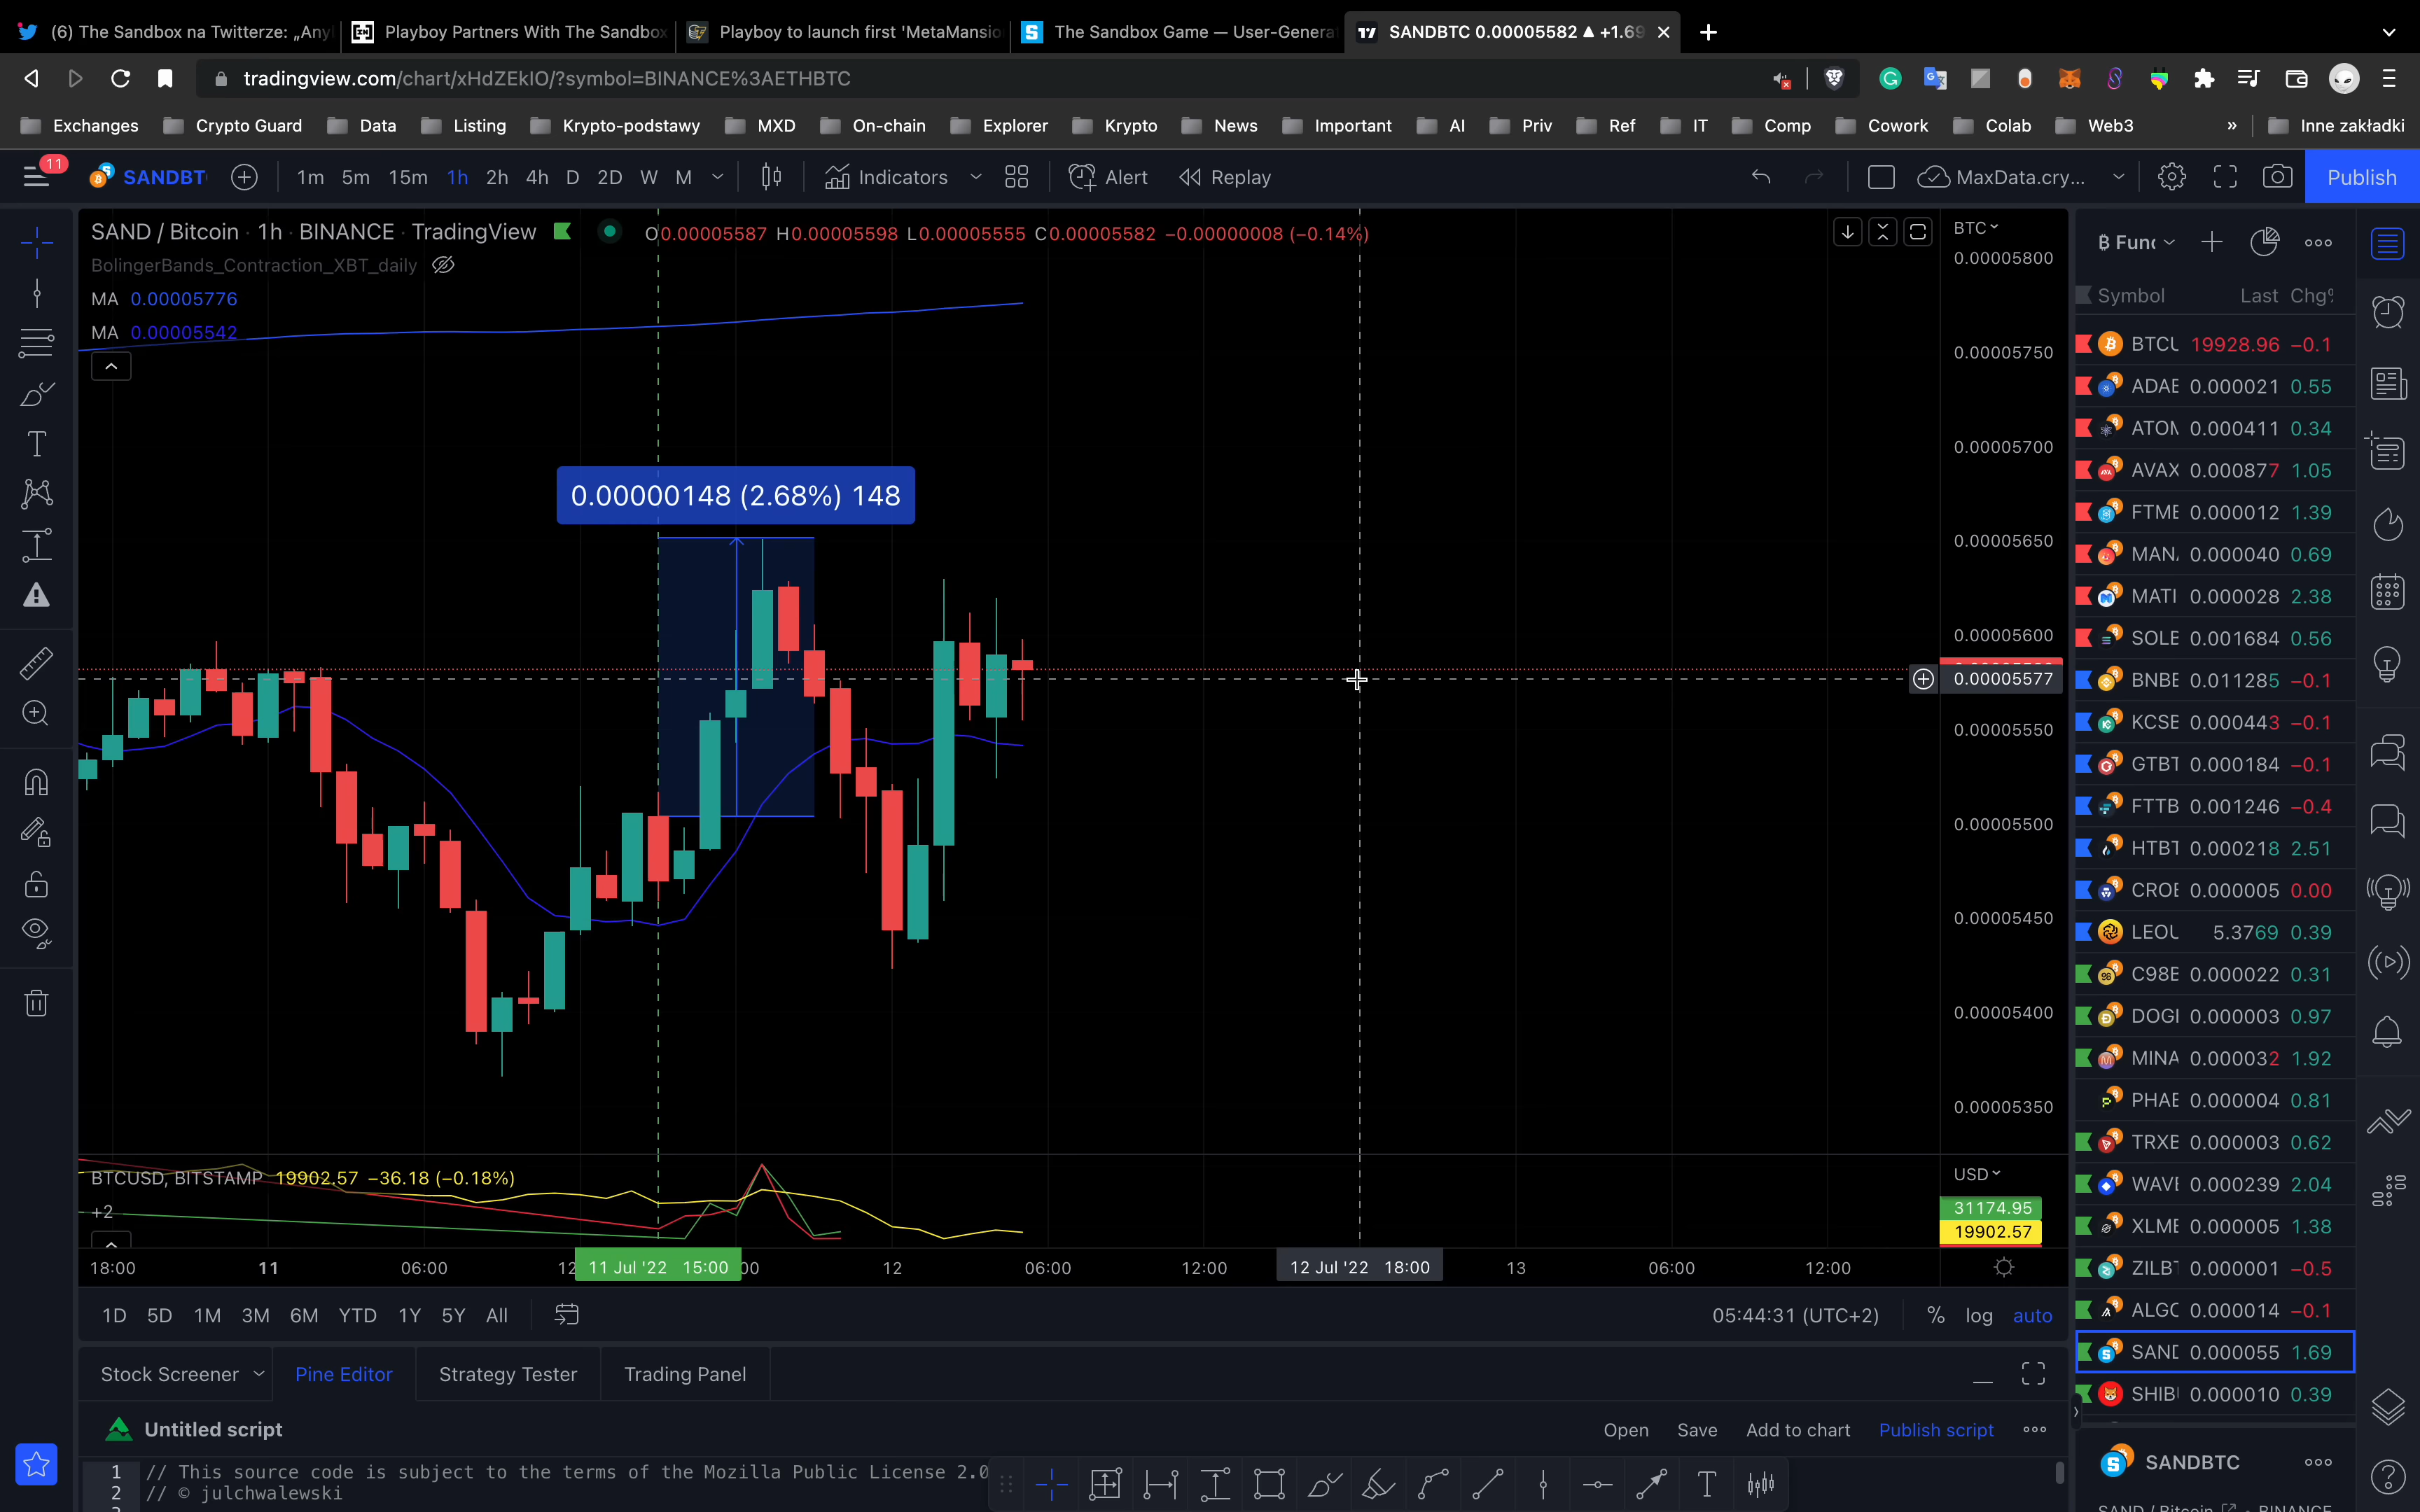 (6) The Sandbox na Twitterze: „Any
Playboy Partners With The Sandbox
Playboy to launch first 'MetaMansio
The Sandbox Game — User-Genera
SANDBTC 0.00005582 ▲ +1.69
tradingview.com/chart/xHdZEkIO/?symbol=BINANCE%3AETHBTC
Exchanges Crypto Guard Data Listing Krypto-podstawy MXD On-chain Explorer Krypto News Important AI Priv Ref IT Comp Cowork Colab Web3 » Inne zakładki
11
SANDBT 1m 5m 15m 1h 2h 4h D 2D W M Indicators Alert Replay MaxData.cry... Publish
SAND / Bitcoin · 1h · BINANCE · TradingView O0.00005587 H0.00005598 L0.00005555 C0.00005582 −0.00000008 (−0.14%)
BolingerBands_Contraction_XBT_daily
MA 0.00005776
MA 0.00005542
0.00000148 (2.68%) 148
BTC
0.00005800
0.00005750
0.00005700
0.00005650
0.00005600
0.00005577
0.00005550
0.00005500
0.00005450
0.00005400
0.00005350
BTCUSD, BITSTAMP 19902.57 −36.18 (−0.18%)
+2
USD
31174.95
19902.57
18:00 11 06:00 12 11 Jul '22 15:00 :00 12 06:00 12:00 12 Jul '22 18:00 13 06:00 12:00
1D 5D 1M 3M 6M YTD 1Y 5Y All 05:44:31 (UTC+2) % log auto
Stock Screener Pine Editor Strategy Tester Trading Panel
Untitled script Open Save Add to chart Publish script
1 // This source code is subject to the terms of the Mozilla Public License 2.0
2 // © julchwalewski
Symbol Last Chg%
BTCU 19928.96 −0.1
ADAE 0.000021 0.55
ATOM 0.000411 0.34
AVAX 0.000877 1.05
FTME 0.000012 1.39
MANA 0.000040 0.69
MATI 0.000028 2.38
SOLE 0.001684 0.56
BNBE 0.011285 −0.1
KCSE 0.000443 −0.1
GTBT 0.000184 −0.1
FTTB 0.001246 −0.4
HTBT 0.000218 2.51
CROE 0.000005 0.00
LEOU 5.3769 0.39
C98E 0.000022 0.31
DOGI 0.000003 0.97
MINA 0.000032 1.92
PHAE 0.000004 0.81
TRXE 0.000003 0.62
WAVE 0.000239 2.04
XLME 0.000005 1.38
ZILBT 0.000001 −0.5
ALGC 0.000014 −0.1
SAND 0.000055 1.69
SHIBI 0.000010 0.39
SANDBTC
SAND / Bitcoin BINANCE